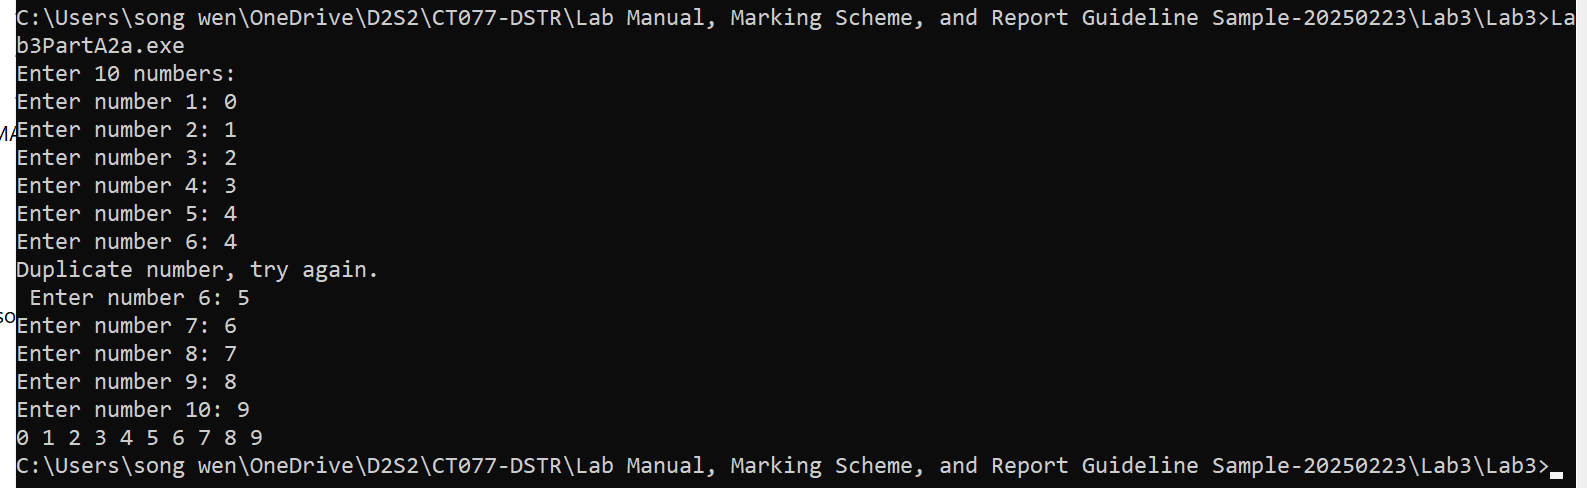 C:\Users\song wen\OneDrive\D2S2\CT077-DSTR\Lab Manual, Marking Scheme, and Report Guideline Sample-20250223\Lab3\Lab3>La
b3PartA2a.exe
Enter 10 numbers:
Enter number 1: 0
Enter number 2: 1
MA
Enter number 3: 2
Enter number 4: 3
Enter number 5: 4
Enter number 6: 4
Duplicate number, try again.
 Enter number 6: 5
so
Enter number 7: 6
Enter number 8: 7
Enter number 9: 8
Enter number 10: 9
0 1 2 3 4 5 6 7 8 9
C:\Users\song wen\OneDrive\D2S2\CT077-DSTR\Lab Manual, Marking Scheme, and Report Guideline Sample-20250223\Lab3\Lab3>